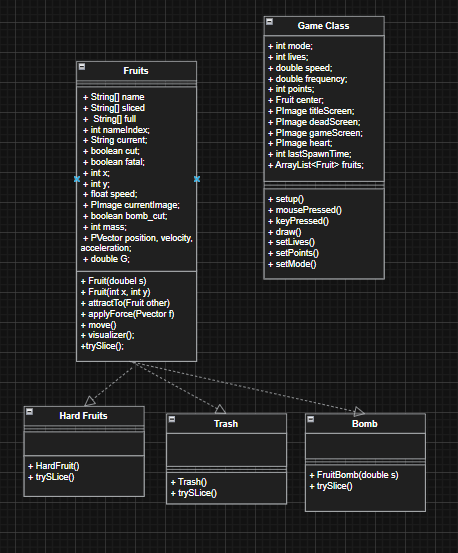 Fruits
+ String[] name
+ String[] sliced
+ String[] full
+ int nameIndex;
+ String current;
+ boolean cut;
+ boolean fatal;
+ int x;
+ int y;
+ float speed;
+ PImage currentImage;
+ boolean bomb_cut;
+ int mass;
+ PVector position, velocity,
acceleration;
+ double G;
+ Fruit(doubel s)
+ Fruit(int x, int y)
+ attractTo(Fruit other)
+ applyForce(Pvector f)
+ move()
+ visualizer();
+trySlice();
Game Class
+ int mode;
+ int lives;
+ double speed;
+ double frequency;
+ int points;
+ Fruit center;
+ PImage titleScreen;
+ PImage deadScreen;
+ PImage gameScreen;
+ PImage heart;
+ int lastSpawnTime;
+ ArrayList<Fruit> fruits;
+ setup()
+ mousePressed()
+ keyPressed()
+ draw()
+ setLives()
+ setPoints()
+ setMode()
Hard Fruits
+ HardFruit()
+ trySLice()
Trash
+ Trash()
+ trySLice()
Bomb
+ FruitBomb(double s)
+ trySlice()